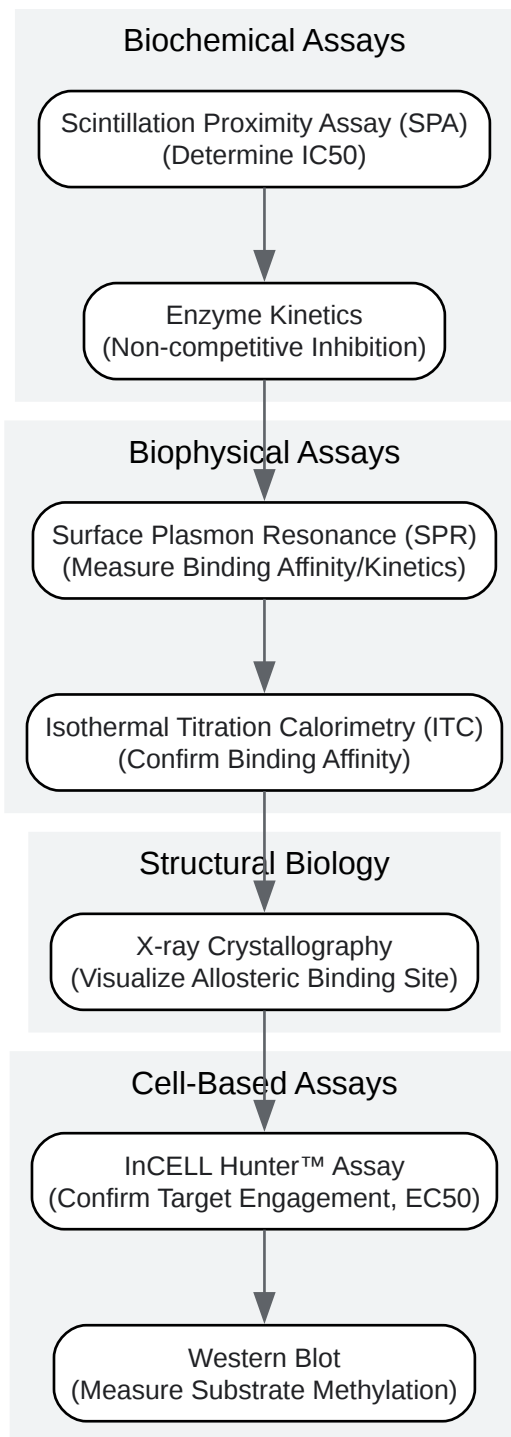 Biochemical Assays
Scintillation Proximity Assay (SPA)
(Determine IC50)
Enzyme Kinetics
(Non-competitive Inhibition)
Biophysical Assays
Surface Plasmon Resonance (SPR)
(Measure Binding Affinity/Kinetics)
Isothermal Titration Calorimetry (ITC)
(Confirm Binding Affinity)
Structural Biology
X-ray Crystallography
(Visualize Allosteric Binding Site)
Cell-Based Assays
InCELL Hunter™ Assay
(Confirm Target Engagement, EC50)
Western Blot
(Measure Substrate Methylation)